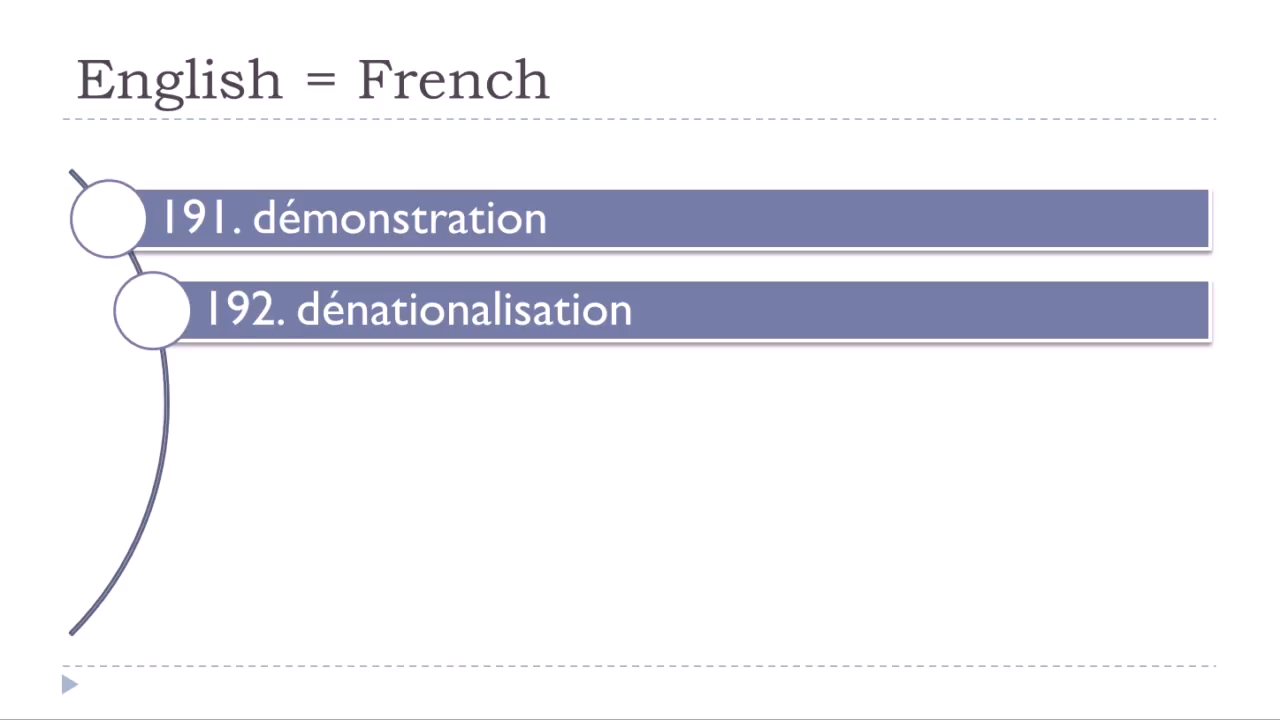 English = French
191. démonstration
192. dénationalisation